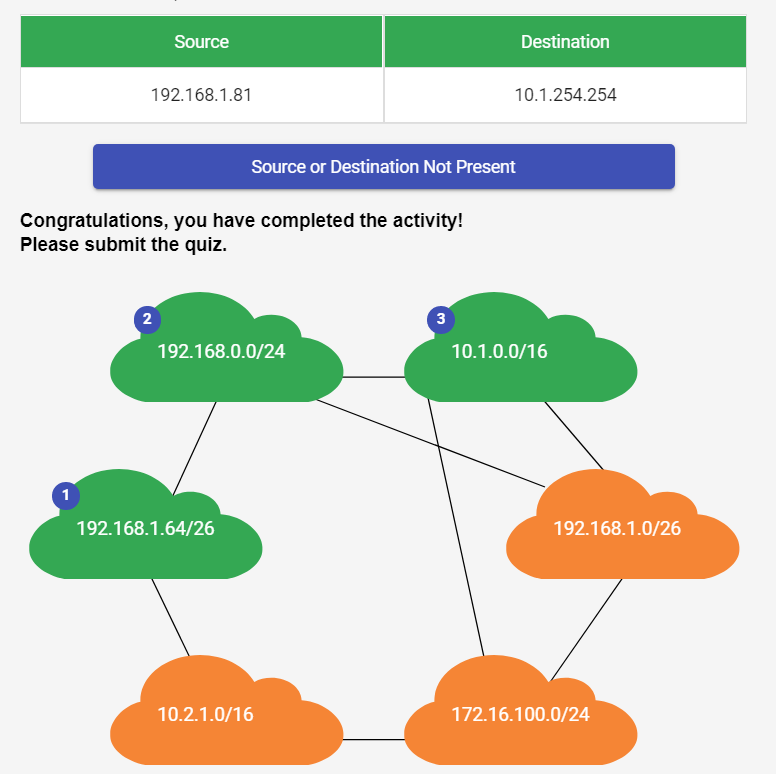 Source Destination
192.168.1.81 10.1.254.254
Source or Destination Not Present
Congratulations, you have completed the activity!
Please submit the quiz.
2 3
192.168.0.0/24 10.1.0.0/16
1
192.168.1.64/26 192.168.1.0/26
10.2.1.0/16 172.16.100.0/24